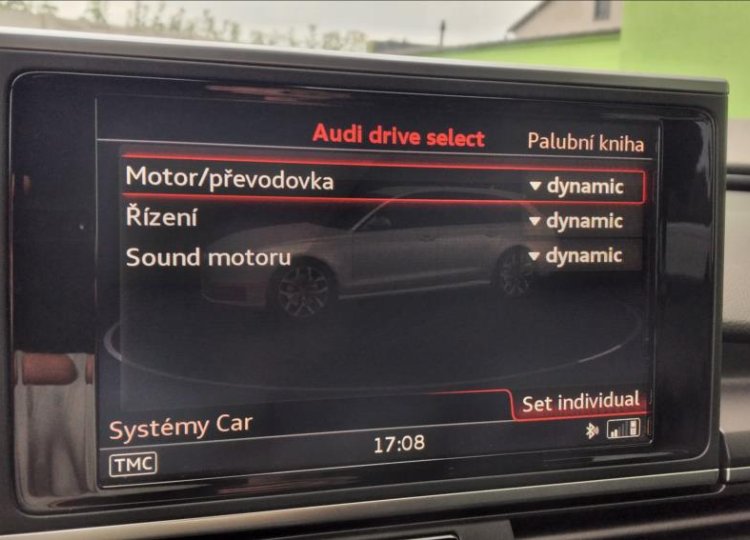 Audi drive select
Palubní kniha
Motor/převodovka dynamic
Řízení dynamic
Sound motoru dynamic
Set individual
Systémy Car
17:08
TMC